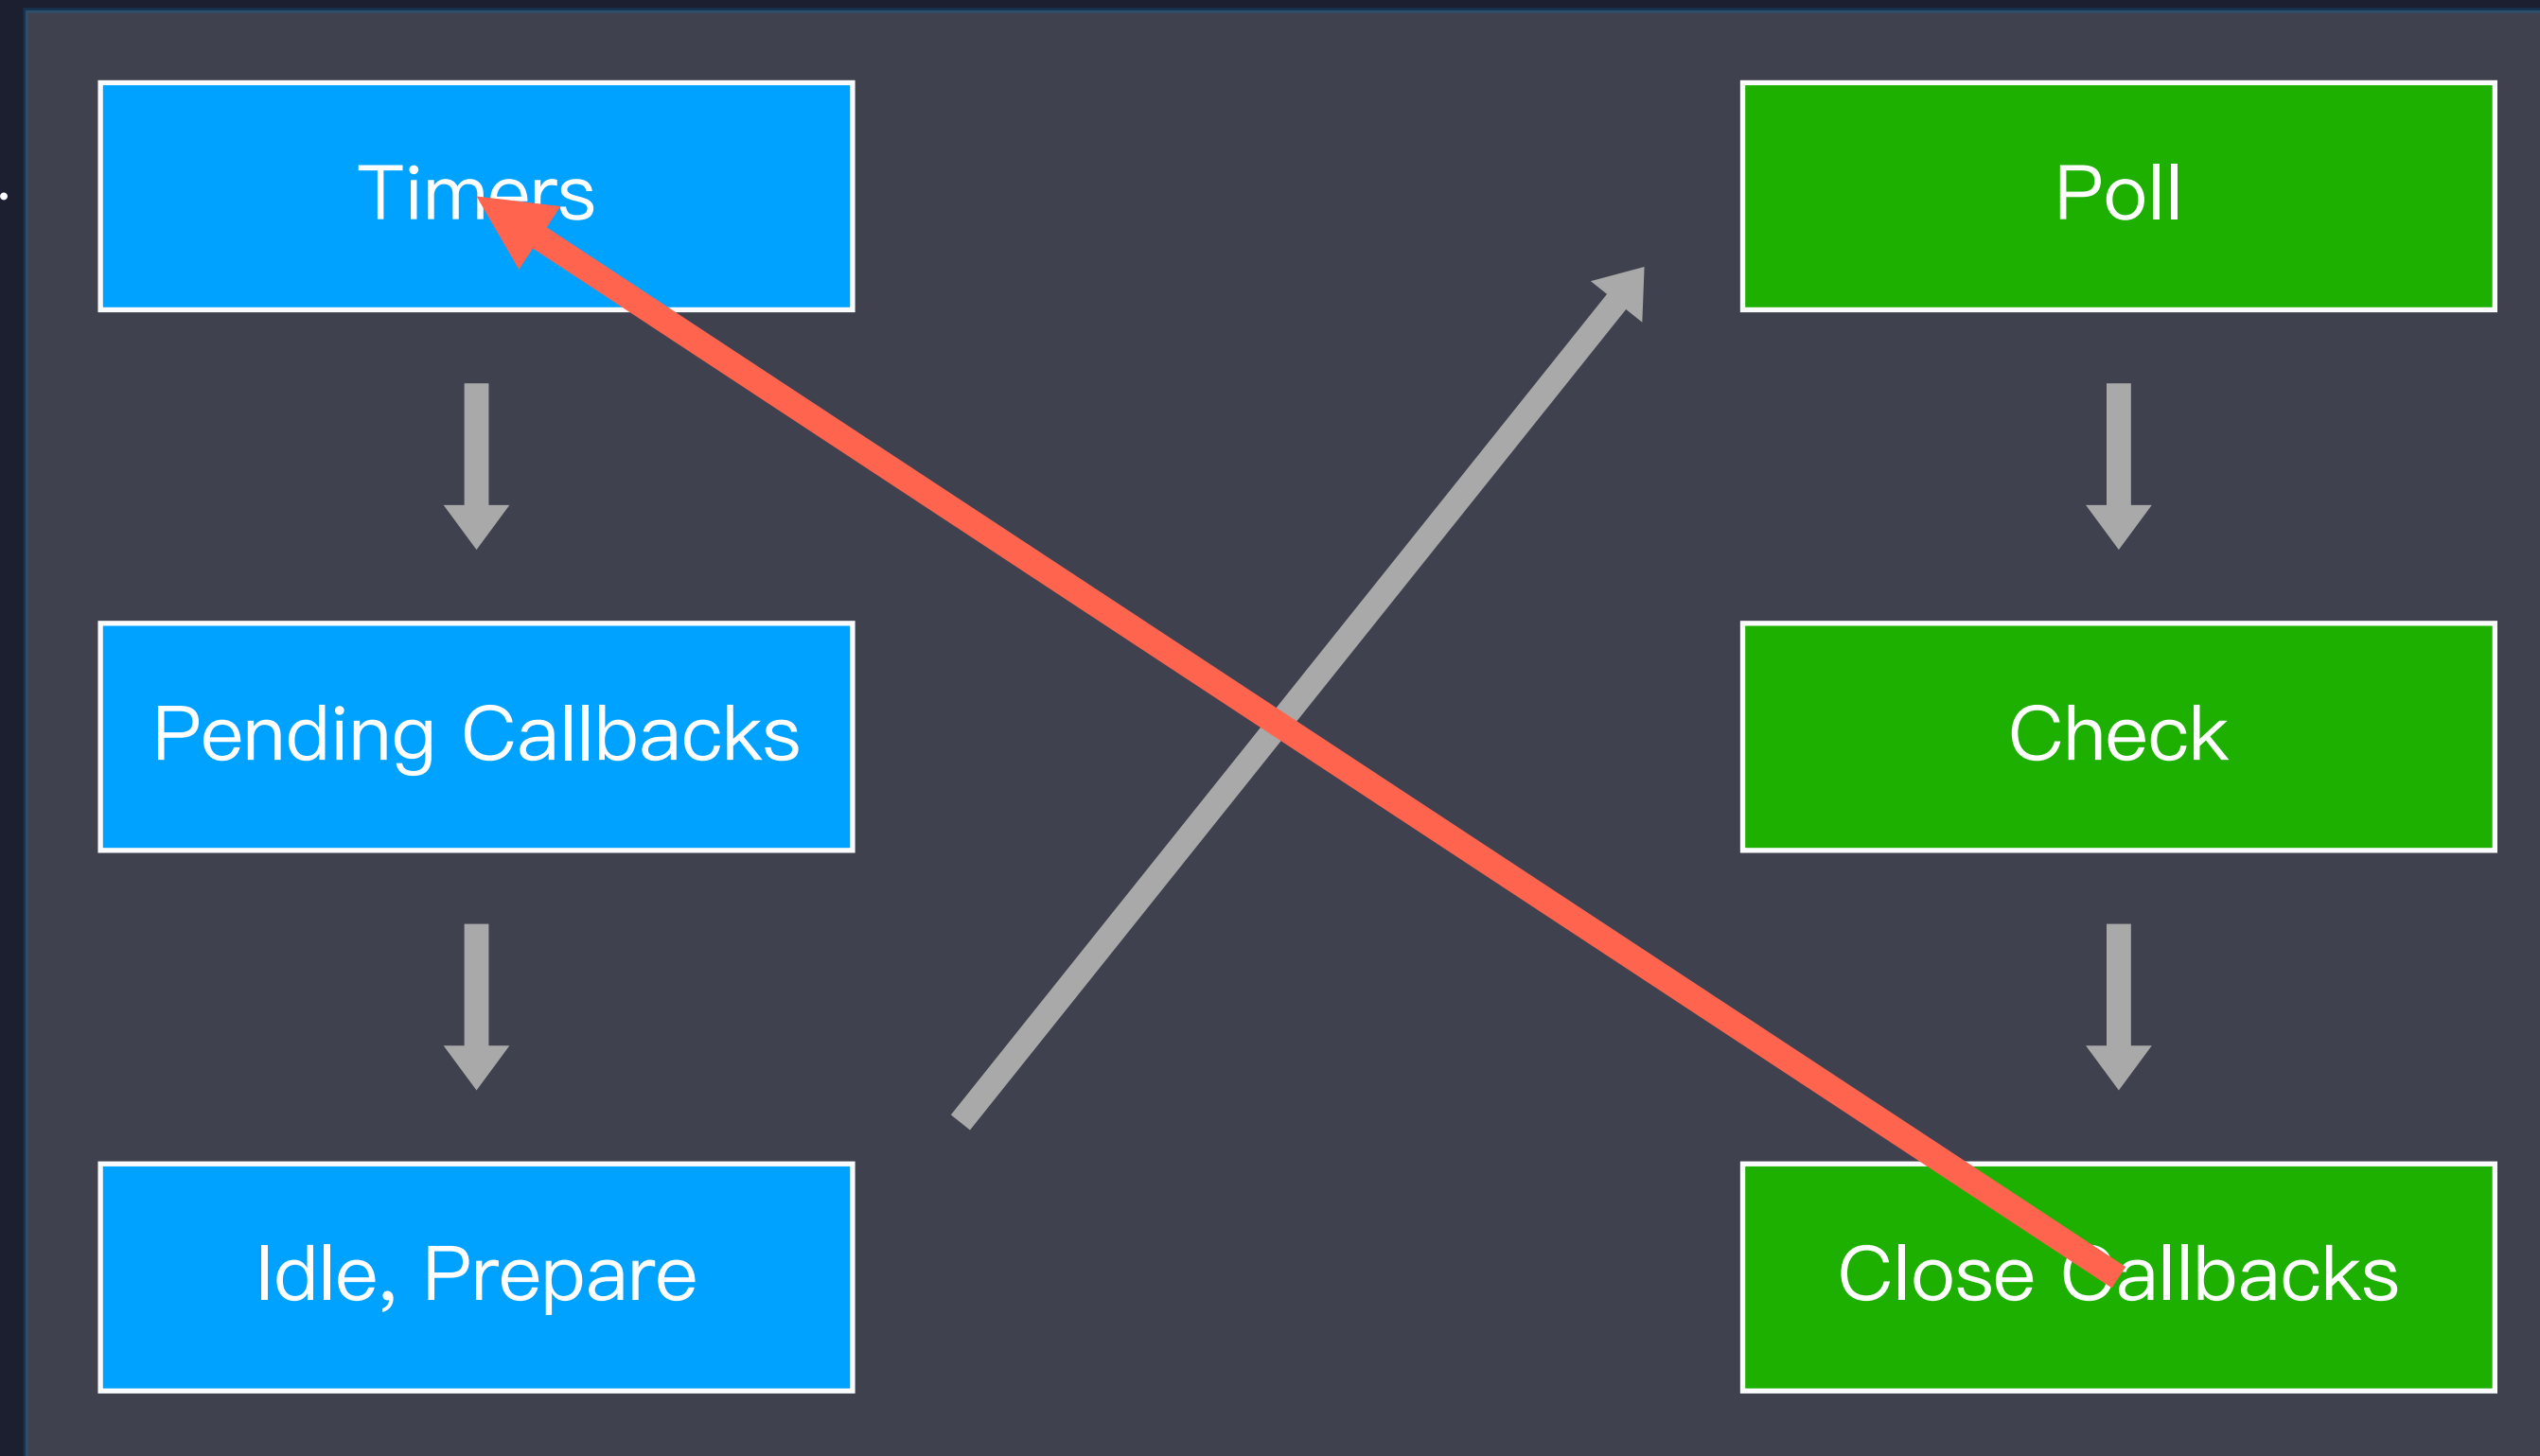 Timers
Pending Callbacks
Idle, Prepare
Poll
Check
Close Callbacks